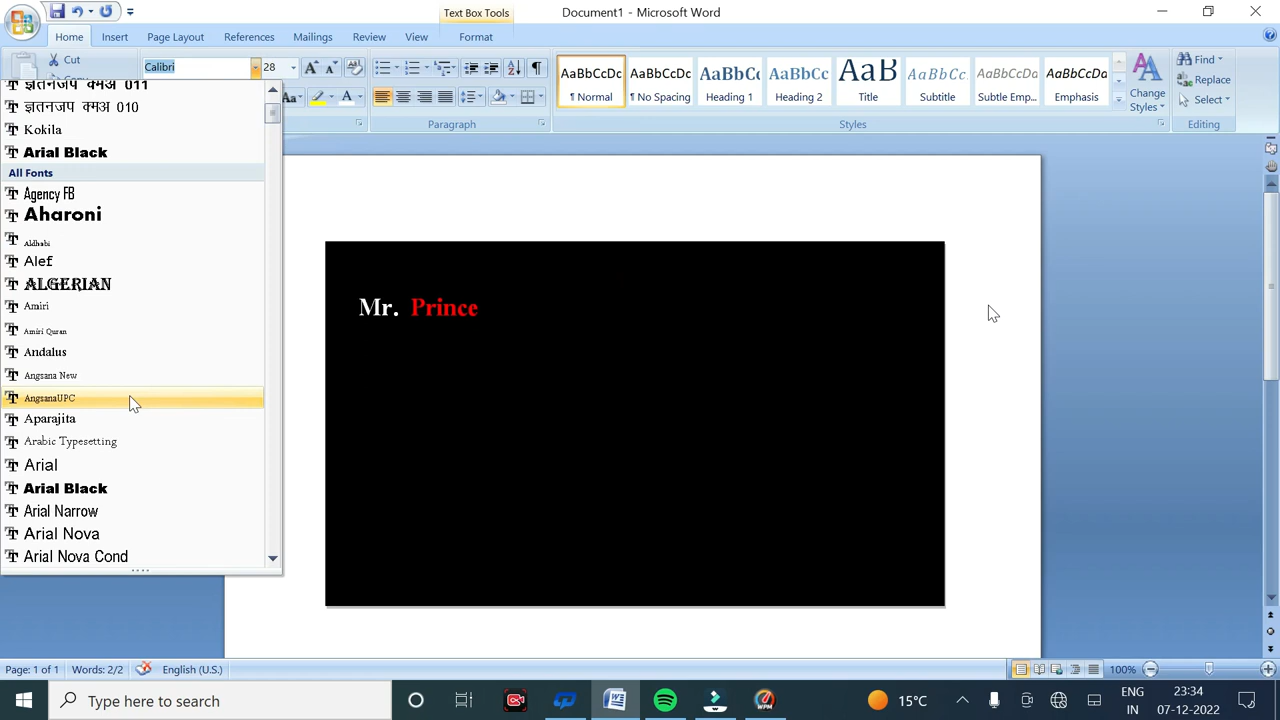 Text Box Tools
Document1 - Microsoft Word
Home
Insert
Page Layout
References
Mailings
Review
View
Format
Cut
Calibri
28
AaBbCcDc
¶ Normal
AaBbCcDc
¶ No Spacing
AaBbCc
Heading 1
AaBbCc
Heading 2
AaB
Title
AaBbCc.
Subtitle
AaBbCcDc
Subtle Emp...
AaBbCcDc
Emphasis
Change
Styles
Find
Replace
Select
Paragraph
Styles
Editing
Kokila
Arial Black
All Fonts
Agency FB
Aharoni
Aldhabi
Alef
ALGERIAN
Amiri
Amiri Quran
Andalus
Angsana New
AngsanaUPC
Aparajita
Arabic Typesetting
Arial
Arial Black
Arial Narrow
Arial Nova
Arial Nova Cond
Mr. Prince
Page: 1 of 1
Words: 2/2
English (U.S.)
100%
Type here to search
WPM
15°C
ENG
IN
23:34
07-12-2022